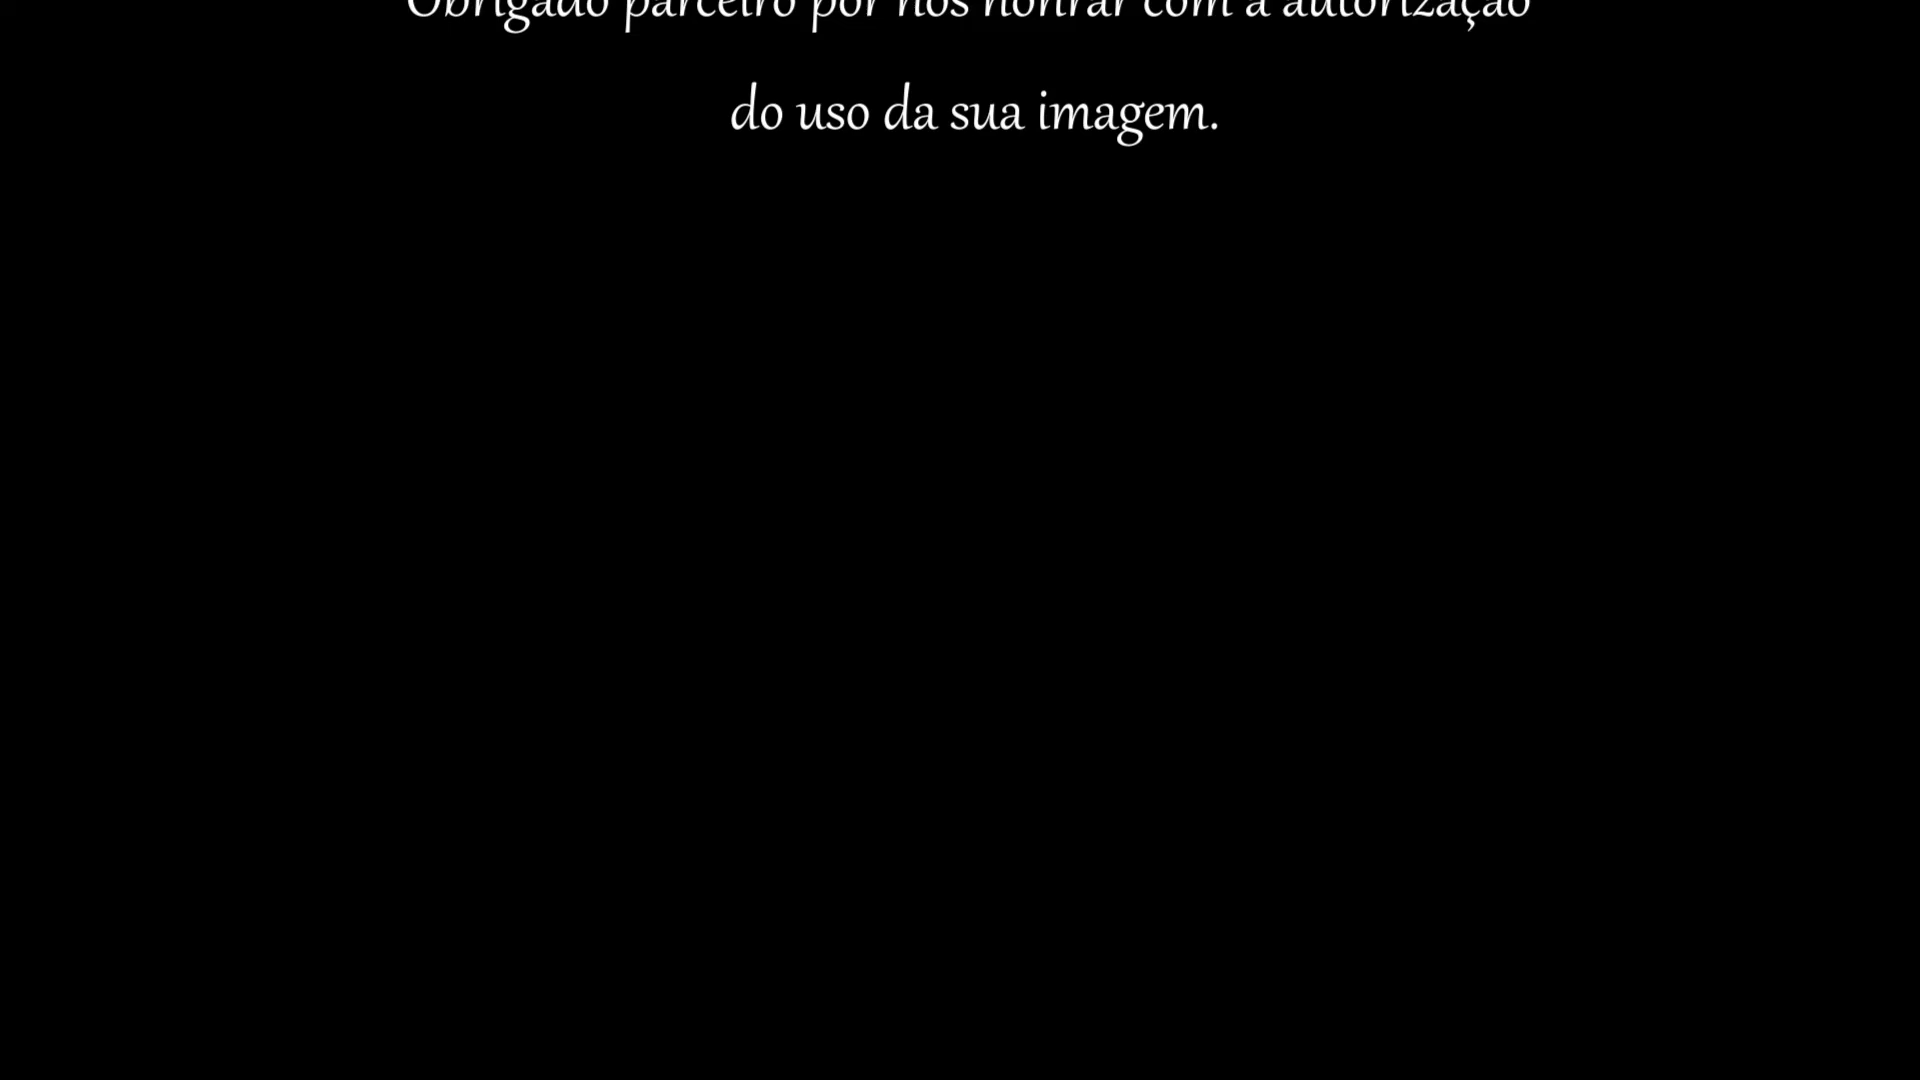 Obrigado parceiro por nos honrar com a autorização
do uso da sua imagem.